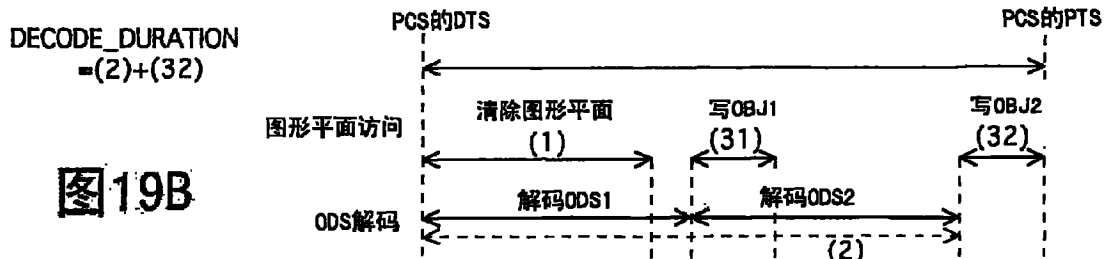 PCS的DTS
PCS的PTS
DECODE_DURATION
=(2)+(32)
图形平面访问
清除图形平面
(1)
写OBJ1
(31)
写OBJ2
(32)
图19B
ODS解码
解码ODS1
解码ODS2
(2)